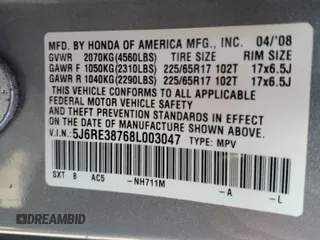 MFD. BY HONDA OF AMERICA MFG., INC. 04/'08
GVWR 2070KG(4560LBS) TIRE SIZE RIM SIZE
GAWR F 1050KG(2310LBS) 225/65R17 102T 17x6.5J
GAWR R 1040KG(2290LBS) 225/65R17 102T 17x6.5J
THIS VEHICLE CONFORMS TO ALL APPLICABLE
FEDERAL MOTOR VEHICLE SAFETY, BUMPER, AND
THEFT PREVENTION STANDARDS IN EFFECT ON THE
DATE OF MANUFACTURE SHOWN ABOVE.
V.I.N:5J6RE38768L003047 TYPE: MPV
SXT 8 AC5 -NH711M -A -L
DREAMBID